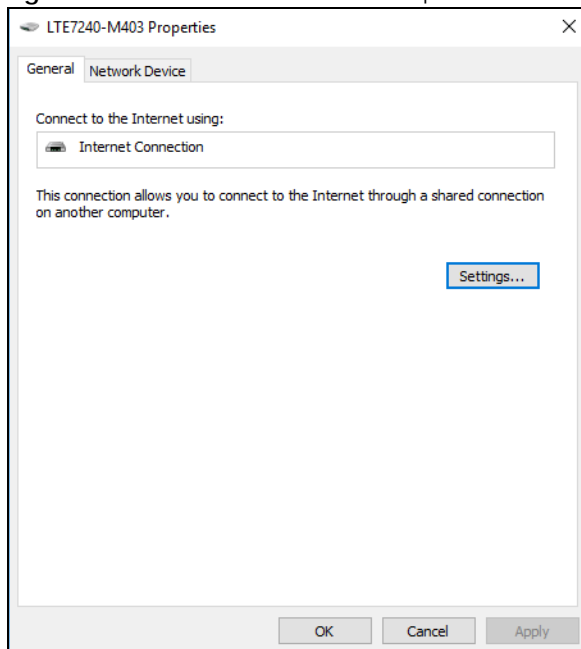 LTE7240-M403 Properties
General Network Device
Connect to the Internet using:
Internet Connection
This connection allows you to connect to the Internet through a shared connection
on another computer.
Settings...
OK Cancel Apply